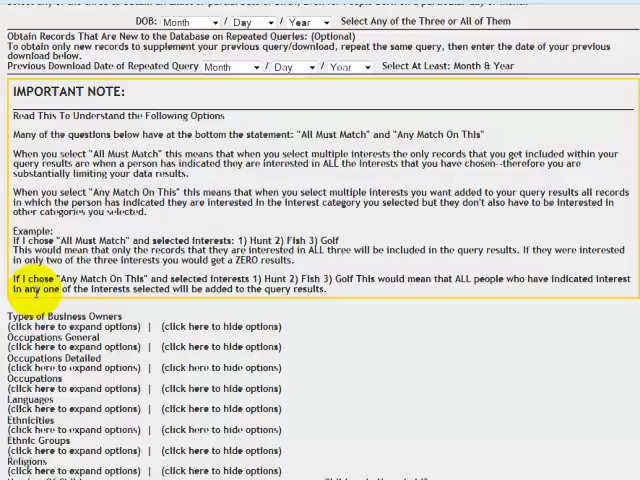 DOB: Month / Day / Year Select Any of the Three or All of Them
Obtain Records That Are New to the Database on Repeated Queries: (Optional)
To obtain only new records to supplement your previous query/download, repeat the same query, then enter the date of your previous
download below.
Previous Download Date of Repeated Query Month / Day / Year Select At Least: Month & Year
IMPORTANT NOTE:
Read This To Understand the Following Options
Many of the questions below have at the bottom the statement: "All Must Match" and "Any Match On This"
When you select "All Must Match" this means that when you select multiple interests the only records that you get included within your
query results are when a person has indicated they are interested in ALL the interests that you have chosen--therefore you are
substantially limiting your data results.
When you select "Any Match On This" this means that when you select multiple interests you want added to your query results all records
in which the person has indicated they are interested in the interest category you selected but they don't also have to be interested in
other categories you selected.
Example:
If I chose "All Must Match" and selected interests: 1) Hunt 2) Fish 3) Golf
This would mean that only the records that they are interested in ALL three will be included in the query results. If they were interested
in only two of the three interests you would get a ZERO results.
If I chose "Any Match On This" and selected interests 1) Hunt 2) Fish 3) Golf This would mean that ALL people who have indicated interest
in any one of the interests selected will be added to the query results.
Types of Business Owners
(click here to expand options) | (click here to hide options)
Occupations General
(click here to expand options) | (click here to hide options)
Occupations Detailed
(click here to expand options) | (click here to hide options)
Occupations
(click here to expand options) | (click here to hide options)
Languages
(click here to expand options) | (click here to hide options)
Ethnicities
(click here to expand options) | (click here to hide options)
Ethnic Groups
(click here to expand options) | (click here to hide options)
Religions
(click here to expand options) | (click here to hide options)